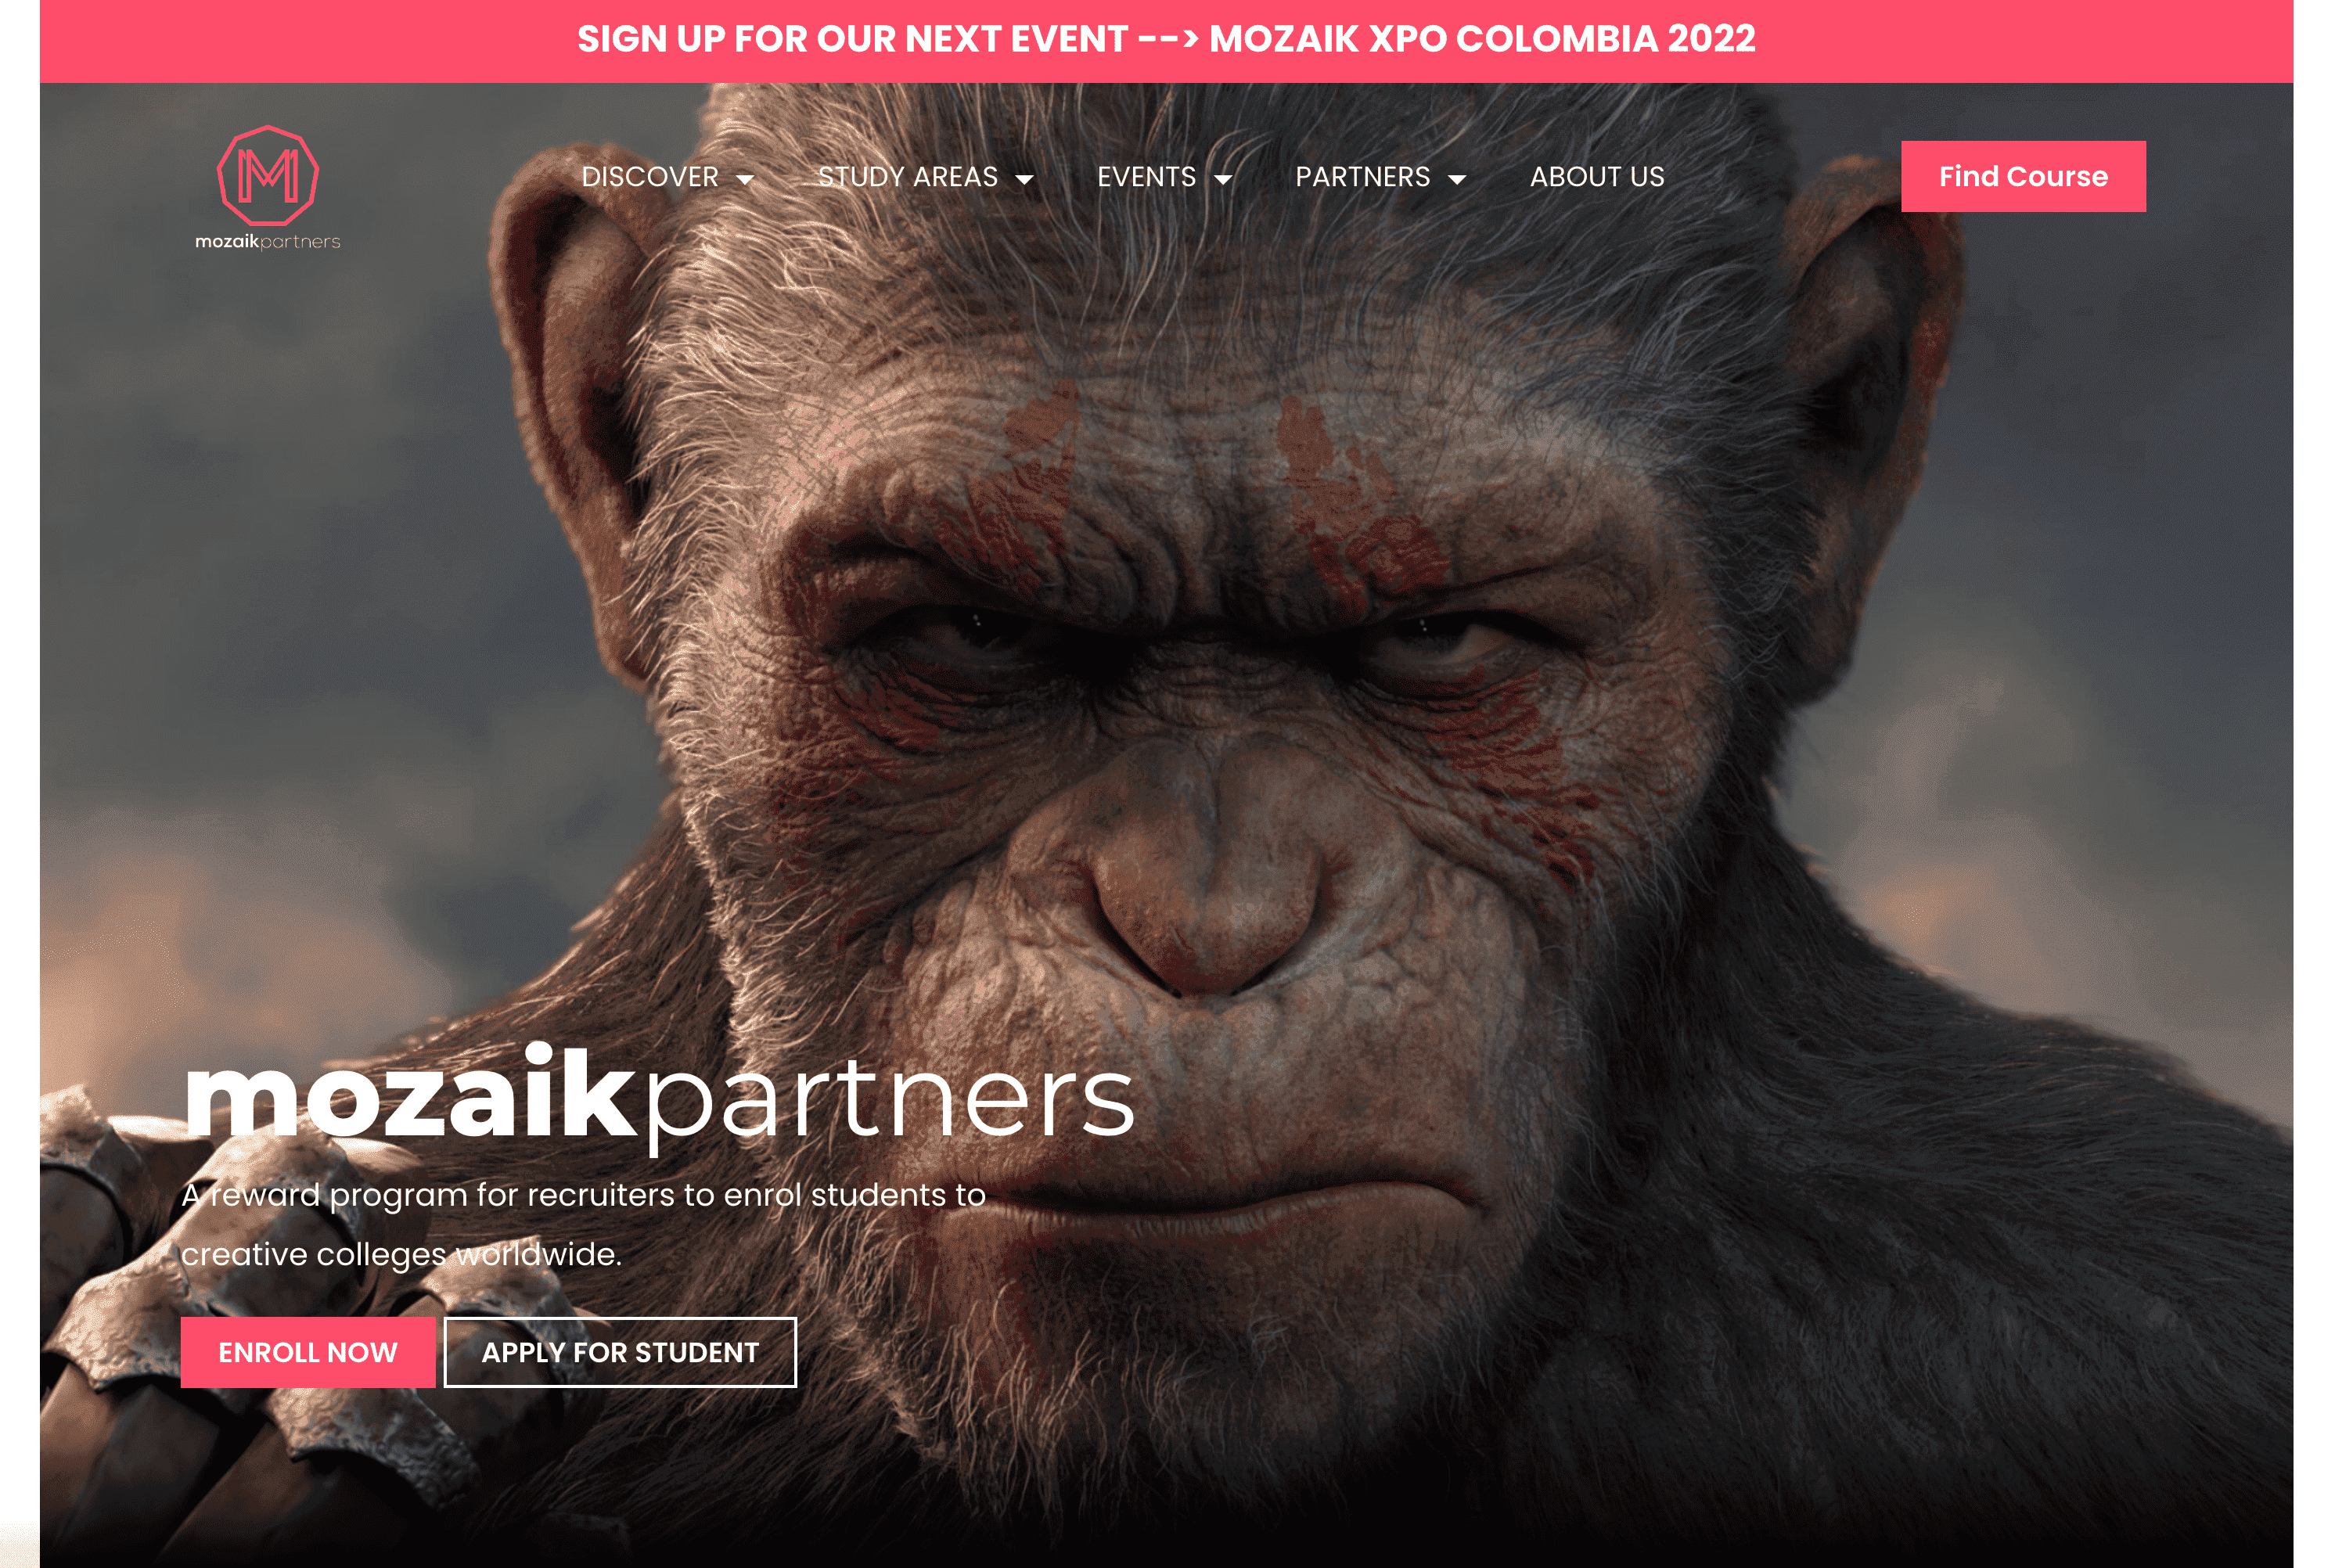 SIGN UP FOR OUR NEXT EVENT --> MOZAIK XPO COLOMBIA 2022
M
mozaikpartners
DISCOVER
STUDY AREAS
EVENTS
PARTNERS
ABOUT US
Find Course
mozaikpartners
A reward program for recruiters to enrol students to
creative colleges worldwide.
ENROLL NOW
APPLY FOR STUDENT